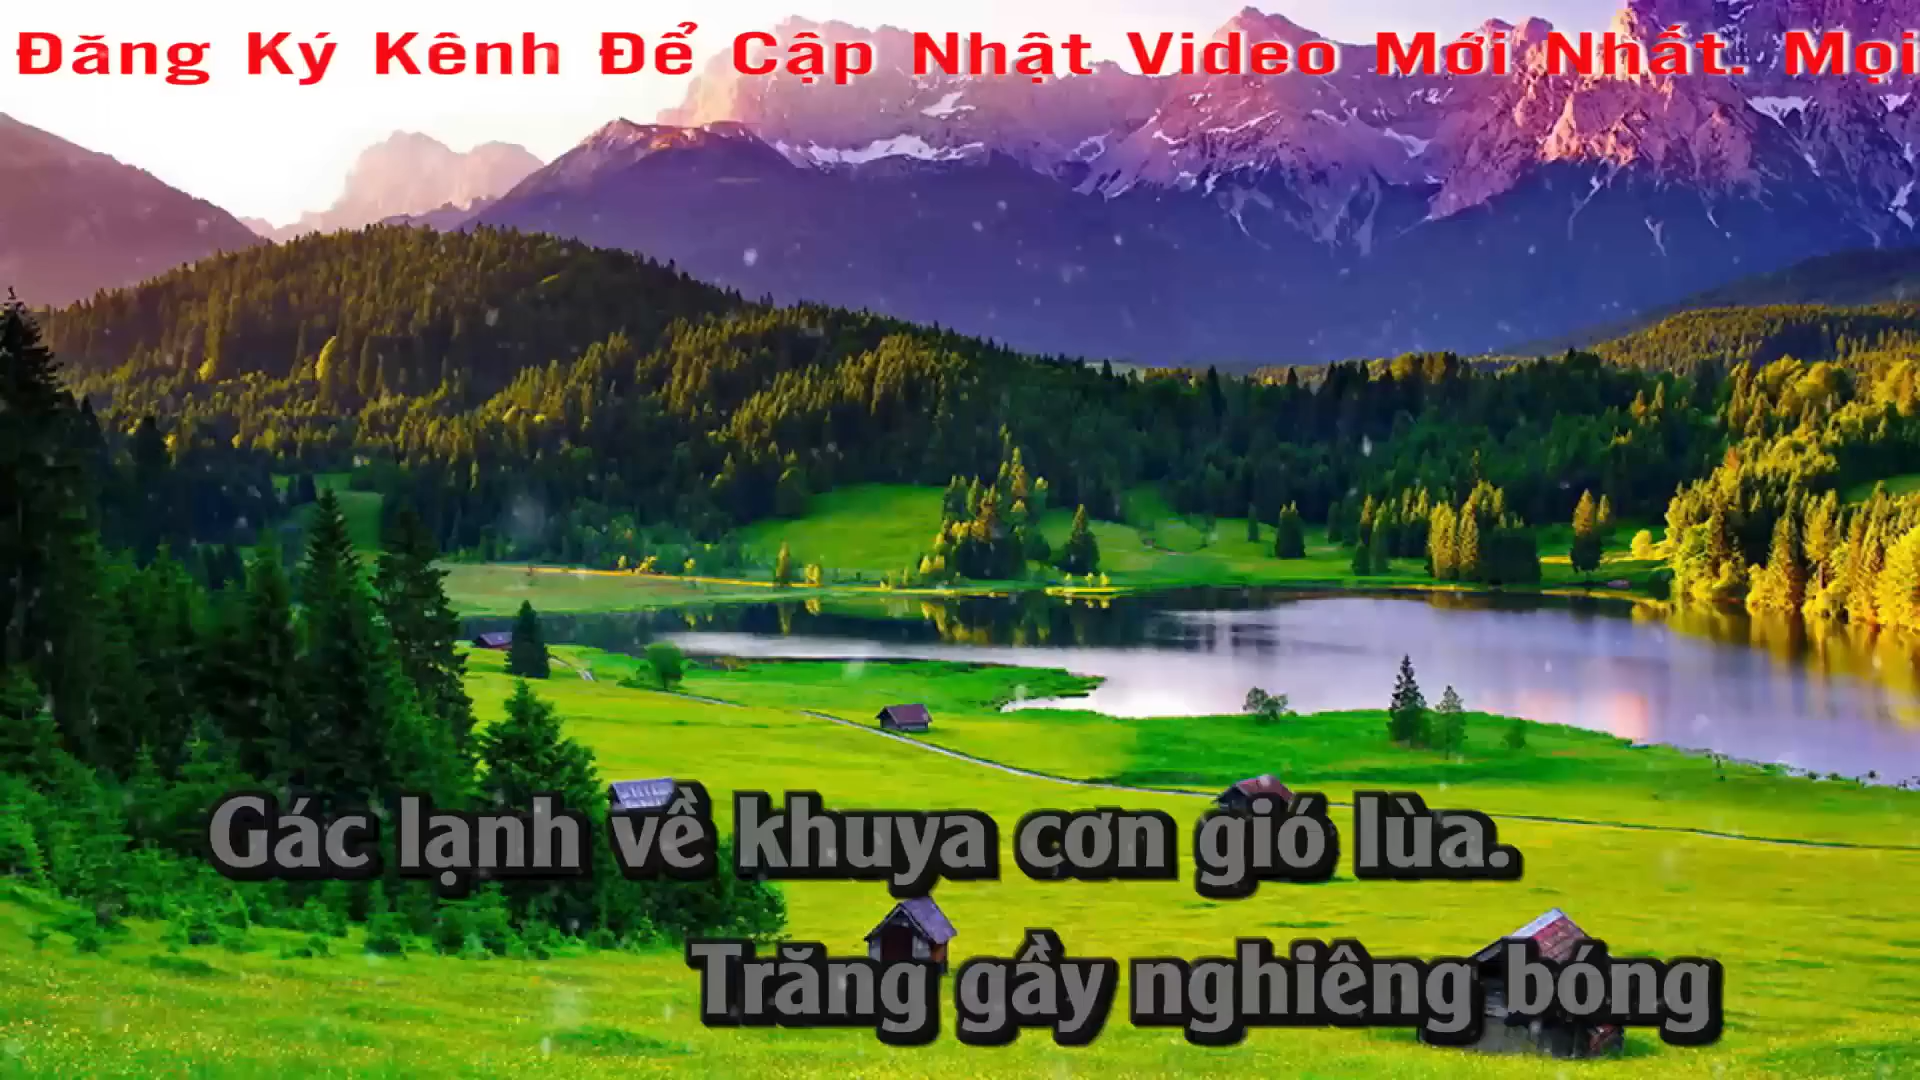 Đăng Ký Kênh Để Cập Nhật Video Mới Nhất. Mọi
Gác lạnh về khuya cơn gió lùa.
Trăng gầy nghiêng bóng